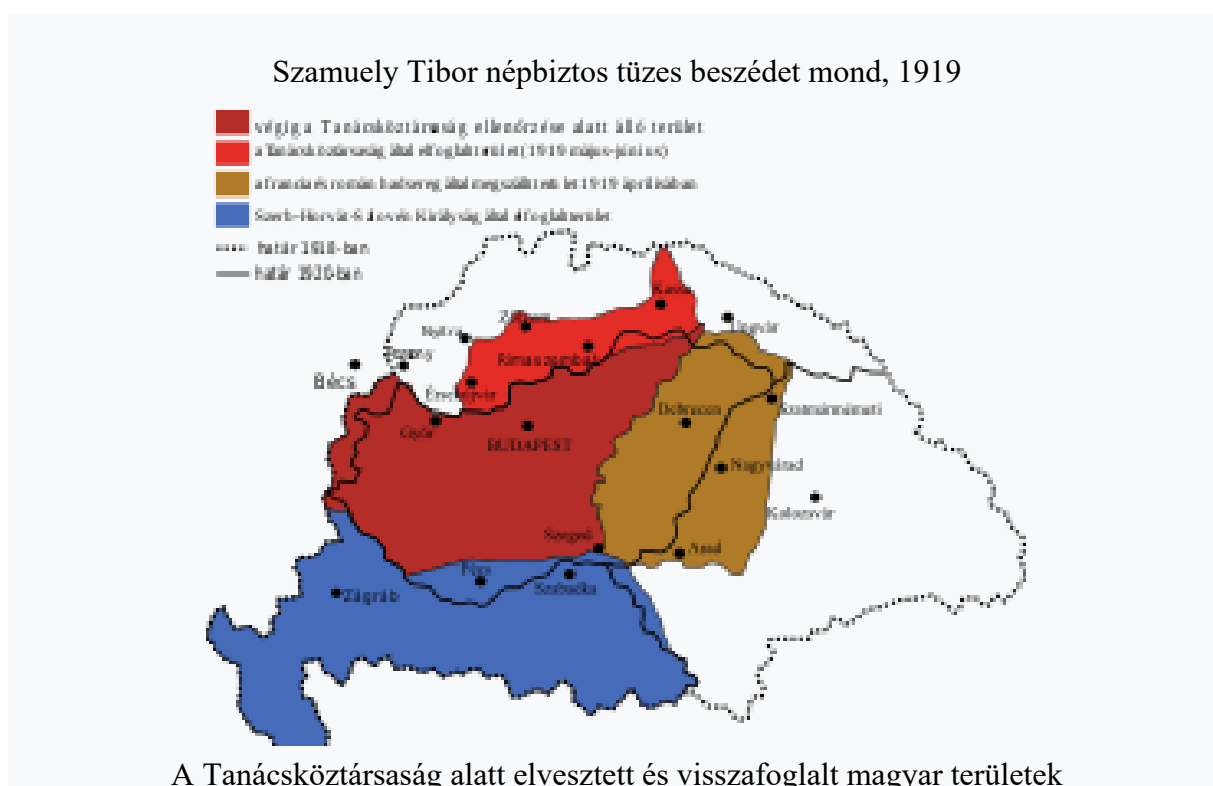 Szamuely Tibor népbiztos tüzes beszédet mond, 1919
végig a Tanácsköztársaság ellenőrzése alatt álló terület
a Tanácsköztársaság által elfoglalt terület (1919 május-június)
a francia és román hadsereg által megszállt terület 1919 áprilisában
Szerb-Horvát-Szlovén Királyság által elfoglalt terület
határ 1918-ban
határ 1920-ban
Kassa
Ungvár
Nyitra
Rimaszombat
Bécs
Érsekújvár
Debrecen
Szatmárnémeti
Győr
BUDAPEST
Nagyvárad
Kolozsvár
Szeged
Arad
Pécs
Szabadka
Zágráb
A Tanácsköztársaság alatt elvesztett és visszafoglalt magyar területek